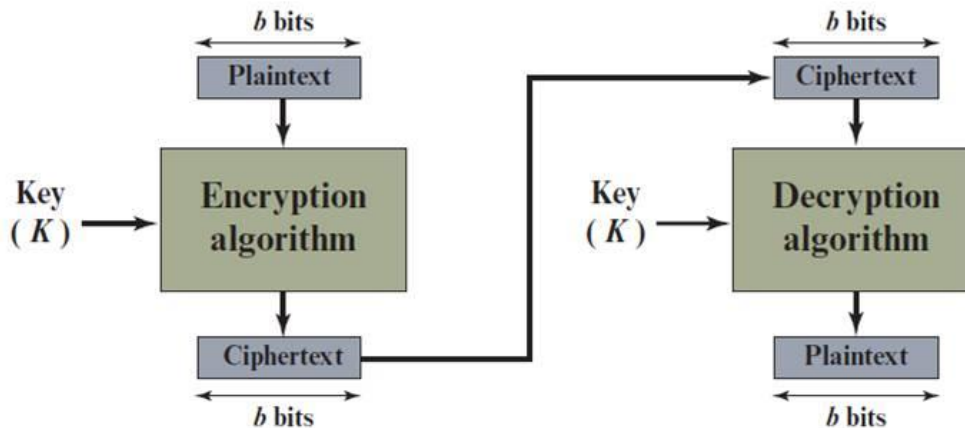 b bits
Plaintext
Key
( K )
Encryption
algorithm
Ciphertext
b bits
b bits
Ciphertext
Key
( K )
Decryption
algorithm
Plaintext
b bits